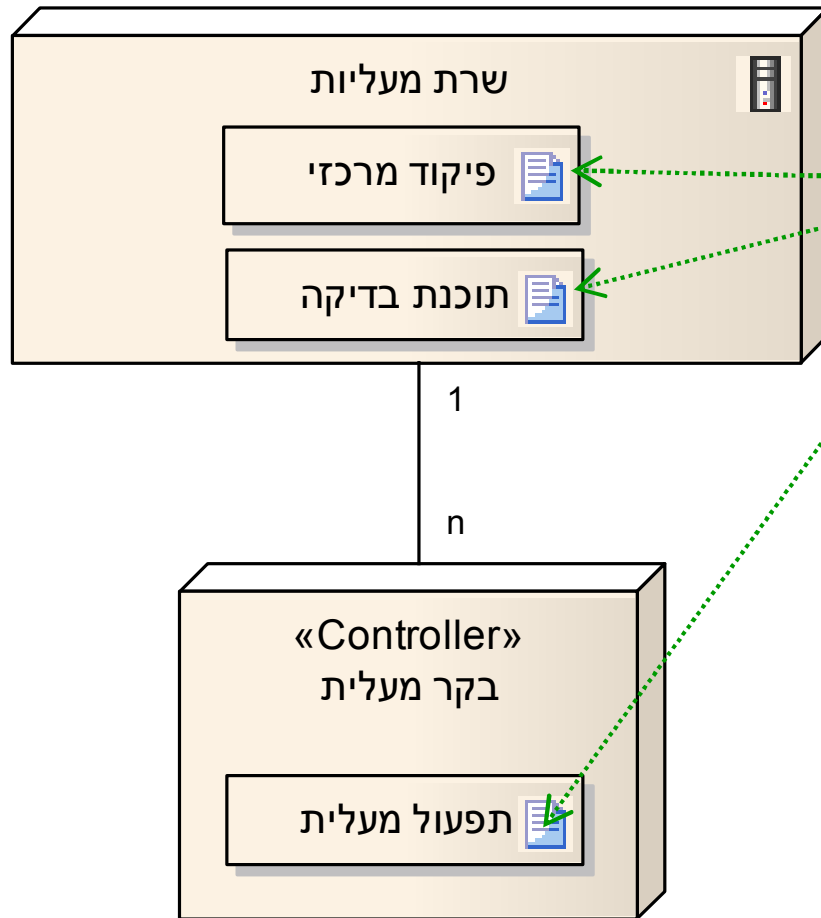 שרת מעליות
פיקוד מרכזי
תוכנת בדיקה
1
n
«Controller»
בקר מעלית
תפעול מעלית